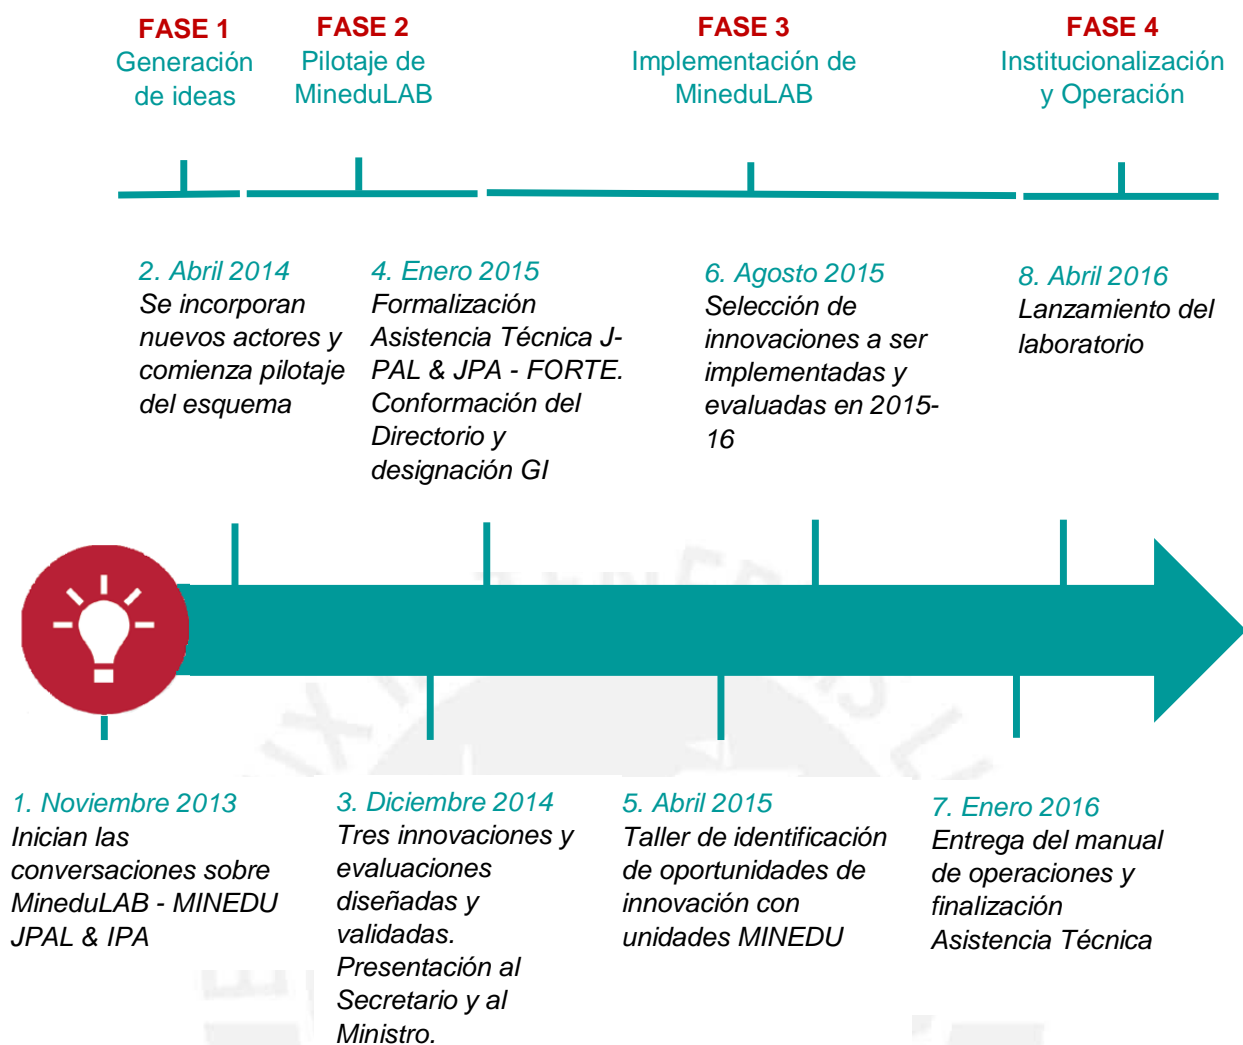 FASE 1
Generación
de ideas
FASE 2
Pilotaje de
MineduLAB
FASE 3
Implementación de
MineduLAB
FASE 4
Institucionalización
y Operación
2. Abril 2014
Se incorporan
nuevos actores y
comienza pilotaje
del esquema
4. Enero 2015
Formalización
Asistencia Técnica J-
PAL & JPA - FORTE.
Conformación del
Directorio y
designación GI
6. Agosto 2015
Selección de
innovaciones a ser
implementadas y
evaluadas en 2015-
16
8. Abril 2016
Lanzamiento del
laboratorio
1. Noviembre 2013
Inician las
conversaciones sobre
MineduLAB - MINEDU
JPAL & IPA
3. Diciembre 2014
Tres innovaciones y
evaluaciones
diseñadas y
validadas.
Presentación al
Secretario y al
Ministro.
5. Abril 2015
Taller de identificación
de oportunidades de
innovación con
unidades MINEDU
7. Enero 2016
Entrega del manual
de operaciones y
finalización
Asistencia Técnica